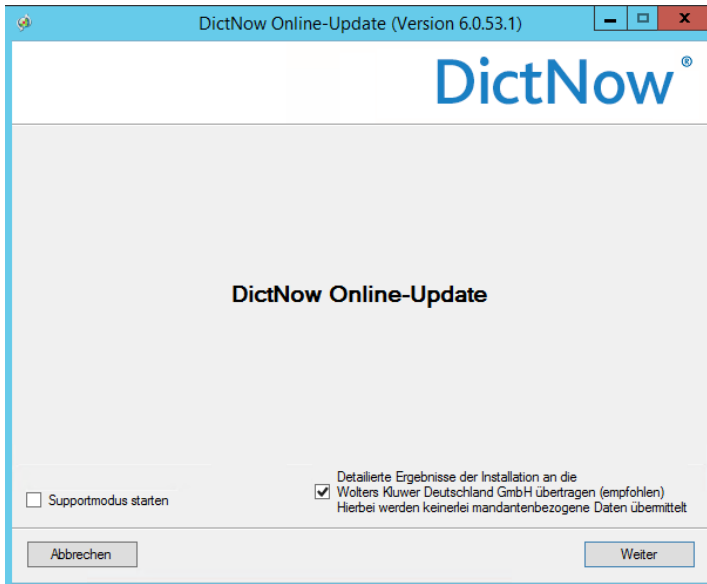 DictNow Online-Update (Version 6.0.53.1)
DictNow®
DictNow Online-Update
Detailierte Ergebnisse der Installation an die
Wolters Kluwer Deutschland GmbH übertragen (empfohlen)
Hierbei werden keinerlei mandantenbezogene Daten übermittelt
Supportmodus starten
Abbrechen
Weiter